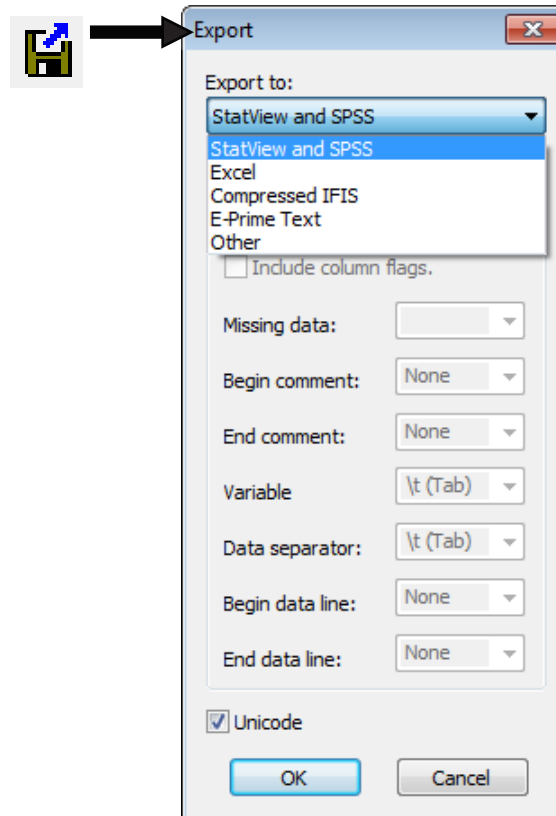 Export
Export to:
StatView and SPSS
StatView and SPSS
Excel
Compressed IFIS
E-Prime Text
Other
Include column flags.
Missing data:
Begin comment: None
End comment: None
Variable \t (Tab)
Data separator: \t (Tab)
Begin data line: None
End data line: None
Unicode
OK Cancel